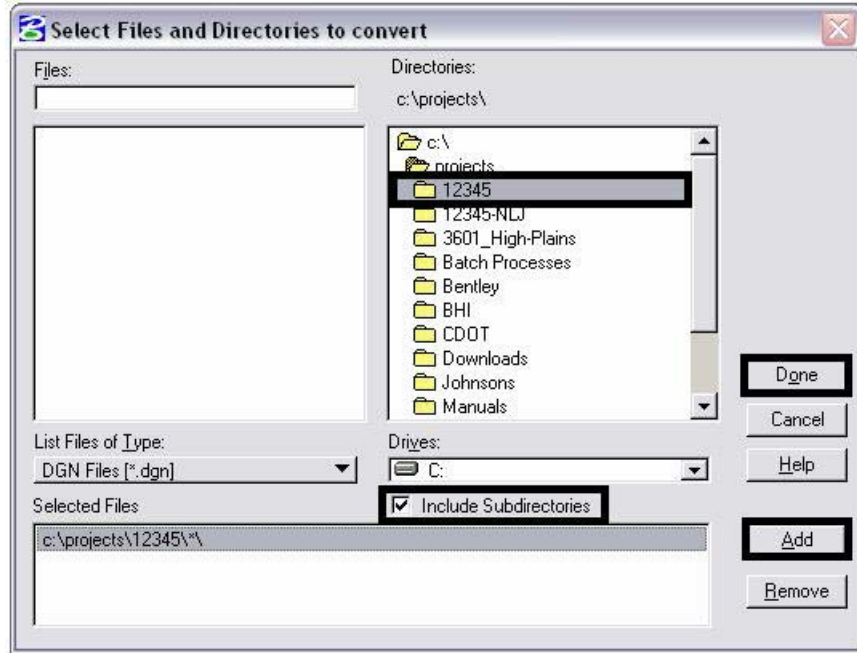 Select Files and Directories to convert
Files:
Directories:
c:\projects\
c:\
projects
12345
12345-NLJ
3601_High-Plains
Batch Processes
Bentley
BHI
CDOT
Downloads
Johnsons
Manuals
Done
Cancel
Help
List Files of Type:
DGN Files [*.dgn]
Drives:
C:
Selected Files
Include Subdirectories
c:\projects\12345\*\
Add
Remove